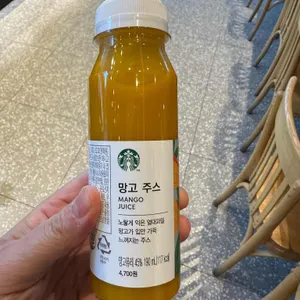 망고 주스
MANGO
JUICE
노랗게 익은 열대과일
망고가 입안 가득
느껴지는 주스
4,700원